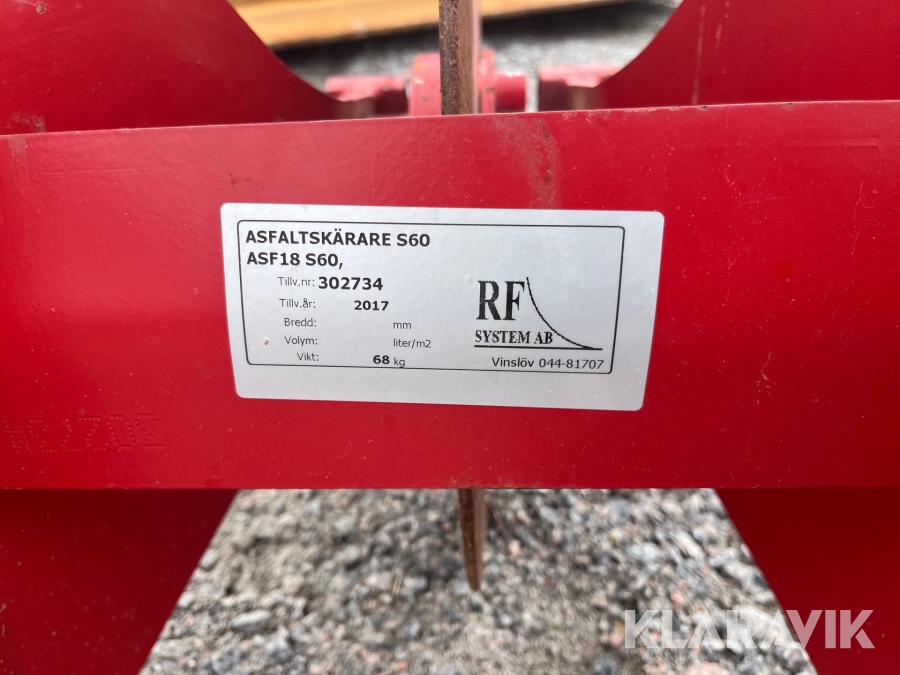 ASFALTSKÄRARE S60
ASF18 S60,
Tillv.nr: 302734
Tillv.år: 2017
Bredd: mm
Volym: liter/m2
Vikt: 68 kg
RF
SYSTEM AB
Vinslöv 044-81707
KLARAVIK